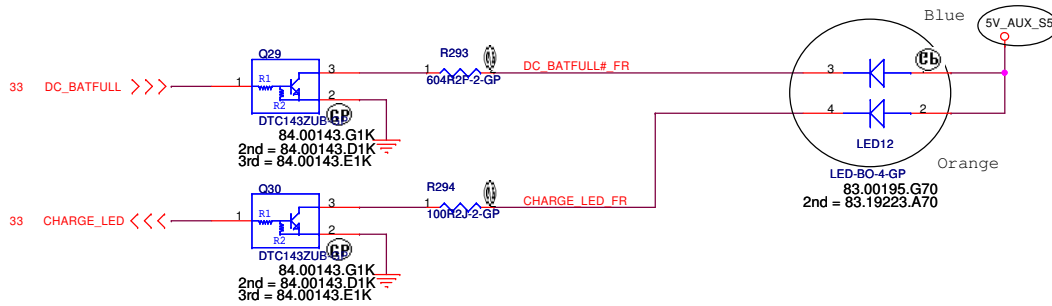 Blue
5V_AUX_S5
Q29
R293
3
1
604R2F-2-GP
DC_BATFULL#_FR
3
1
33 DC_BATFULL
1
R1
R2
2
GP
DTC143ZUB-GP
84.00143.G1K
2nd = 84.00143.D1K
3rd = 84.00143.E1K
4
2
LED12
Orange
LED-BO-4-GP
83.00195.G70
2nd = 83.19223.A70
Q30
R294
3
1
100R2J-2-GP
CHARGE_LED_FR
33 CHARGE_LED
1
R1
R2
2
GP
DTC143ZUB-GP
84.00143.G1K
2nd = 84.00143.D1K
3rd = 84.00143.E1K